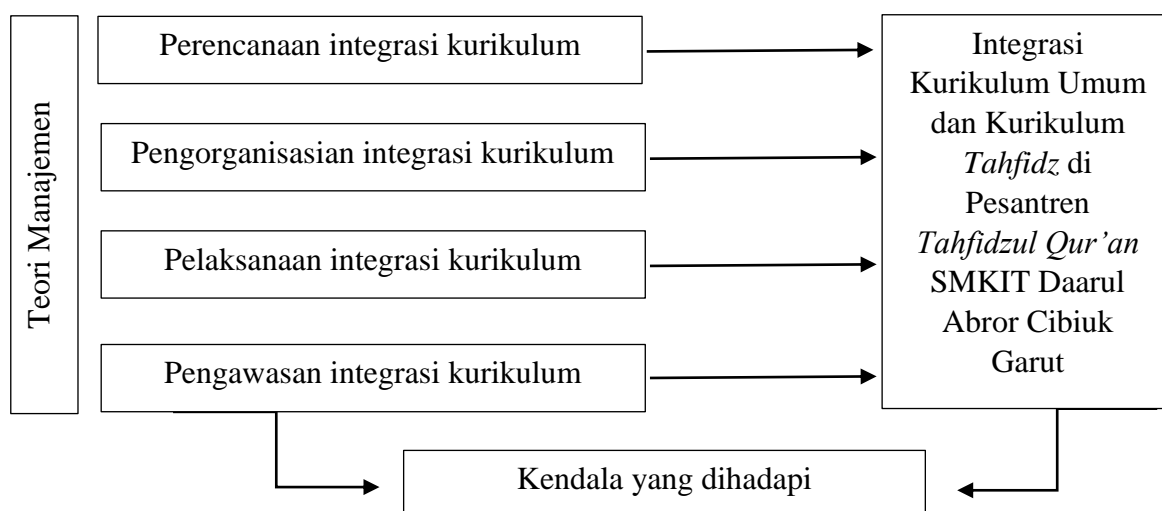 Teori Manajemen
Perencanaan integrasi kurikulum
Pengorganisasian integrasi kurikulum
Pelaksanaan integrasi kurikulum
Pengawasan integrasi kurikulum
Integrasi
Kurikulum Umum
dan Kurikulum
Tahfidz di
Pesantren
Tahfidzul Qur’an
SMKIT Daarul
Abror Cibiuk
Garut
Kendala yang dihadapi